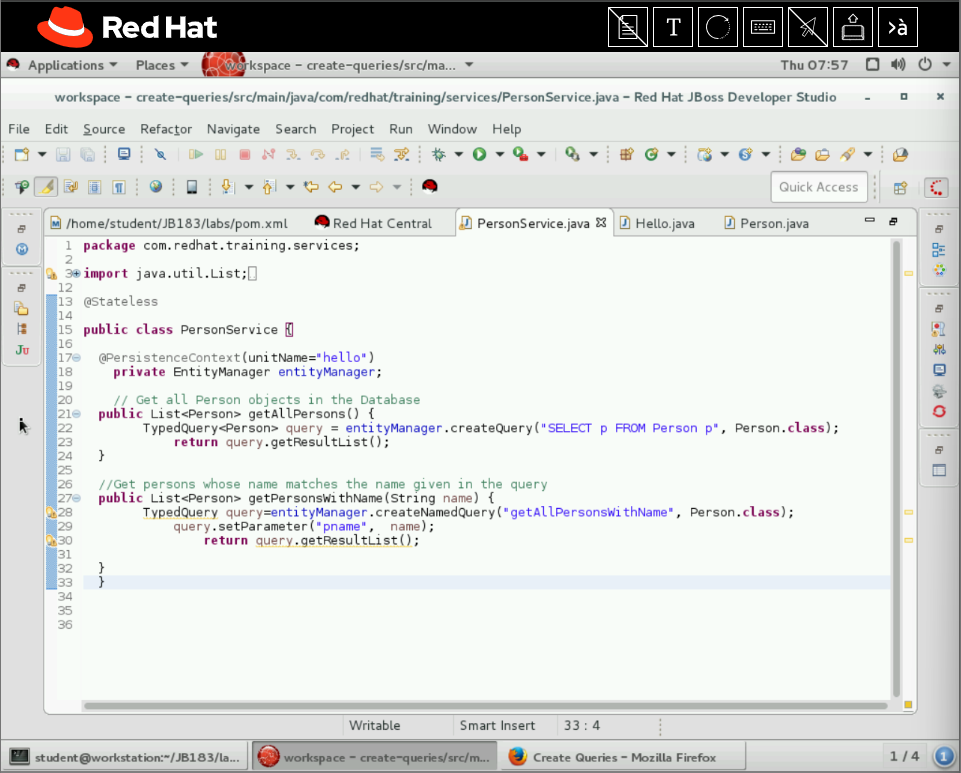 Red Hat
T
›à
Applications Places workspace – create-queries/src/ma... Thu 07:57
workspace – create-queries/src/main/java/com/redhat/training/services/PersonService.java – Red Hat JBoss Developer Studio
File Edit Source Refactor Navigate Search Project Run Window Help
Quick Access
/home/student/JB183/labs/pom.xml Red Hat Central PersonService.java Hello.java Person.java
1 package com.redhat.training.services;
2
3 import java.util.List;
12
13 @Stateless
14
15 public class PersonService {
16
17 @PersistenceContext(unitName="hello")
18 private EntityManager entityManager;
19
20 // Get all Person objects in the Database
21 public List<Person> getAllPersons() {
22 TypedQuery<Person> query = entityManager.createQuery("SELECT p FROM Person p", Person.class);
23 return query.getResultList();
24 }
25
26 //Get persons whose name matches the name given in the query
27 public List<Person> getPersonsWithName(String name) {
28 TypedQuery query=entityManager.createNamedQuery("getAllPersonsWithName", Person.class);
29 query.setParameter("pname", name);
30 return query.getResultList();
31
32 }
33 }
34
35
36
Ju
Writable Smart Insert 33 : 4
student@workstation:~/JB183/la... workspace – create-queries/src/m... Create Queries – Mozilla Firefox 1 / 4 1